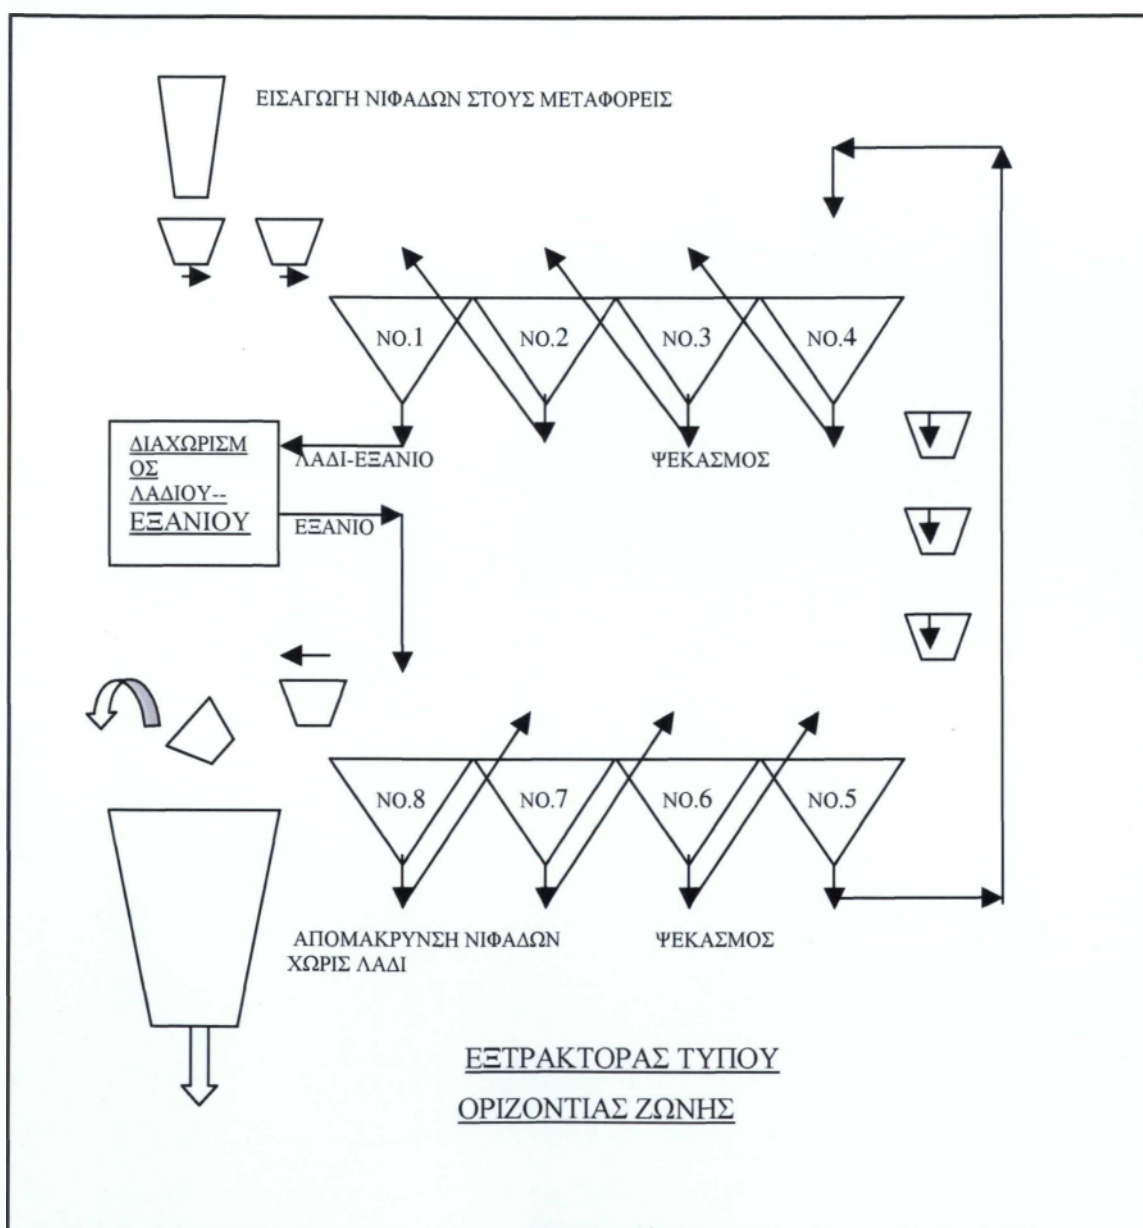 ΕΙΣΑΓΩΓΗ ΝΙΦΑΔΩΝ ΣΤΟΥΣ ΜΕΤΑΦΟΡΕΙΣ
ΝΟ.1
ΝΟ.2
ΝΟ.3
ΝΟ.4
ΔΙΑΧΩΡΙΣΜ
ΟΣ
ΛΑΔΙΟΥ--
ΕΞΑΝΙΟΥ
ΛΑΔΙ-ΕΞΑΝΙΟ
ΨΕΚΑΣΜΟΣ
ΕΞΑΝΙΟ
ΝΟ.8
ΝΟ.7
ΝΟ.6
ΝΟ.5
ΑΠΟΜΑΚΡΥΝΣΗ ΝΙΦΑΔΩΝ
ΧΩΡΙΣ ΛΑΔΙ
ΨΕΚΑΣΜΟΣ
ΕΞΤΡΑΚΤΟΡΑΣ ΤΥΠΟΥ
ΟΡΙΖΟΝΤΙΑΣ ΖΩΝΗΣ